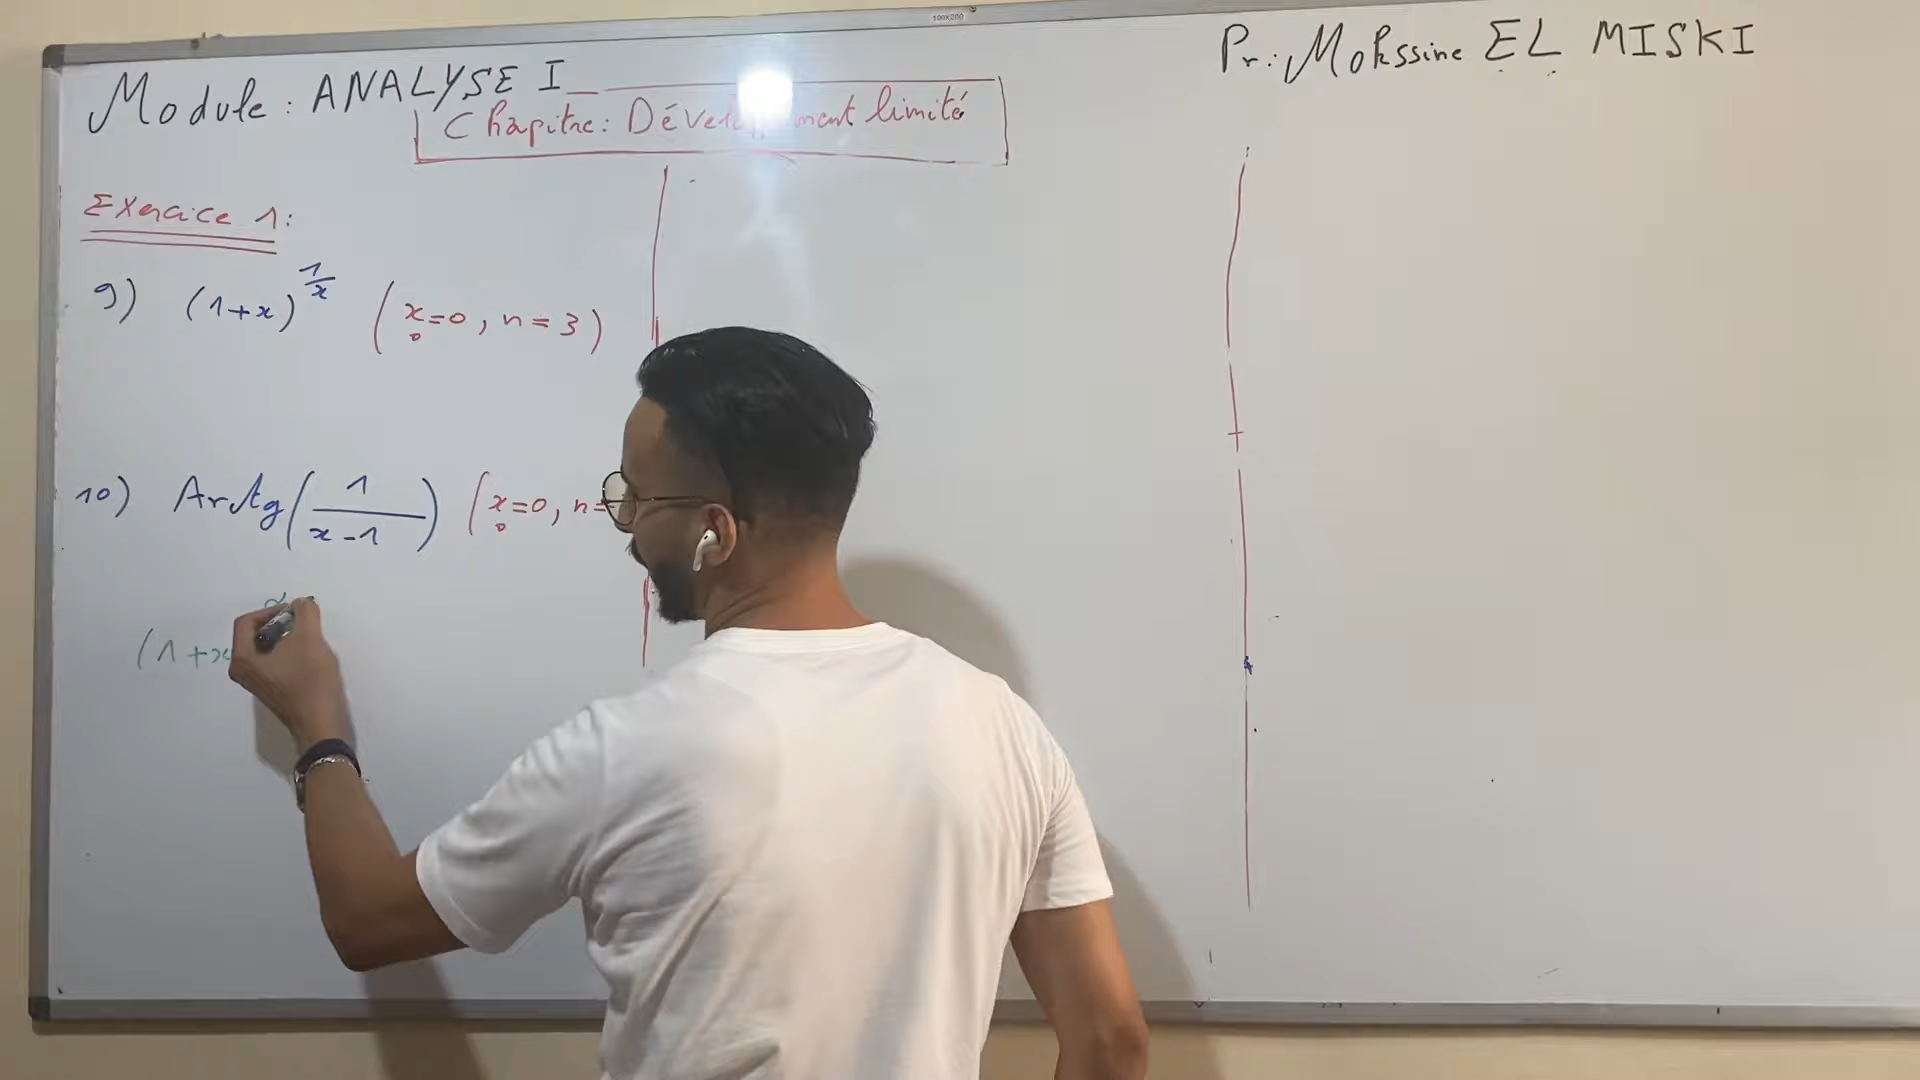 100x200
Module: ANALYSE I
Pr: Mohssine EL MISKI
Chapitre: Développement limité
Exercice 1:
9) (1+x)^(1/x) (x₀=0, n=3)
10) Arctg(1/(x-1)) (x₀=0, n=
(1+x